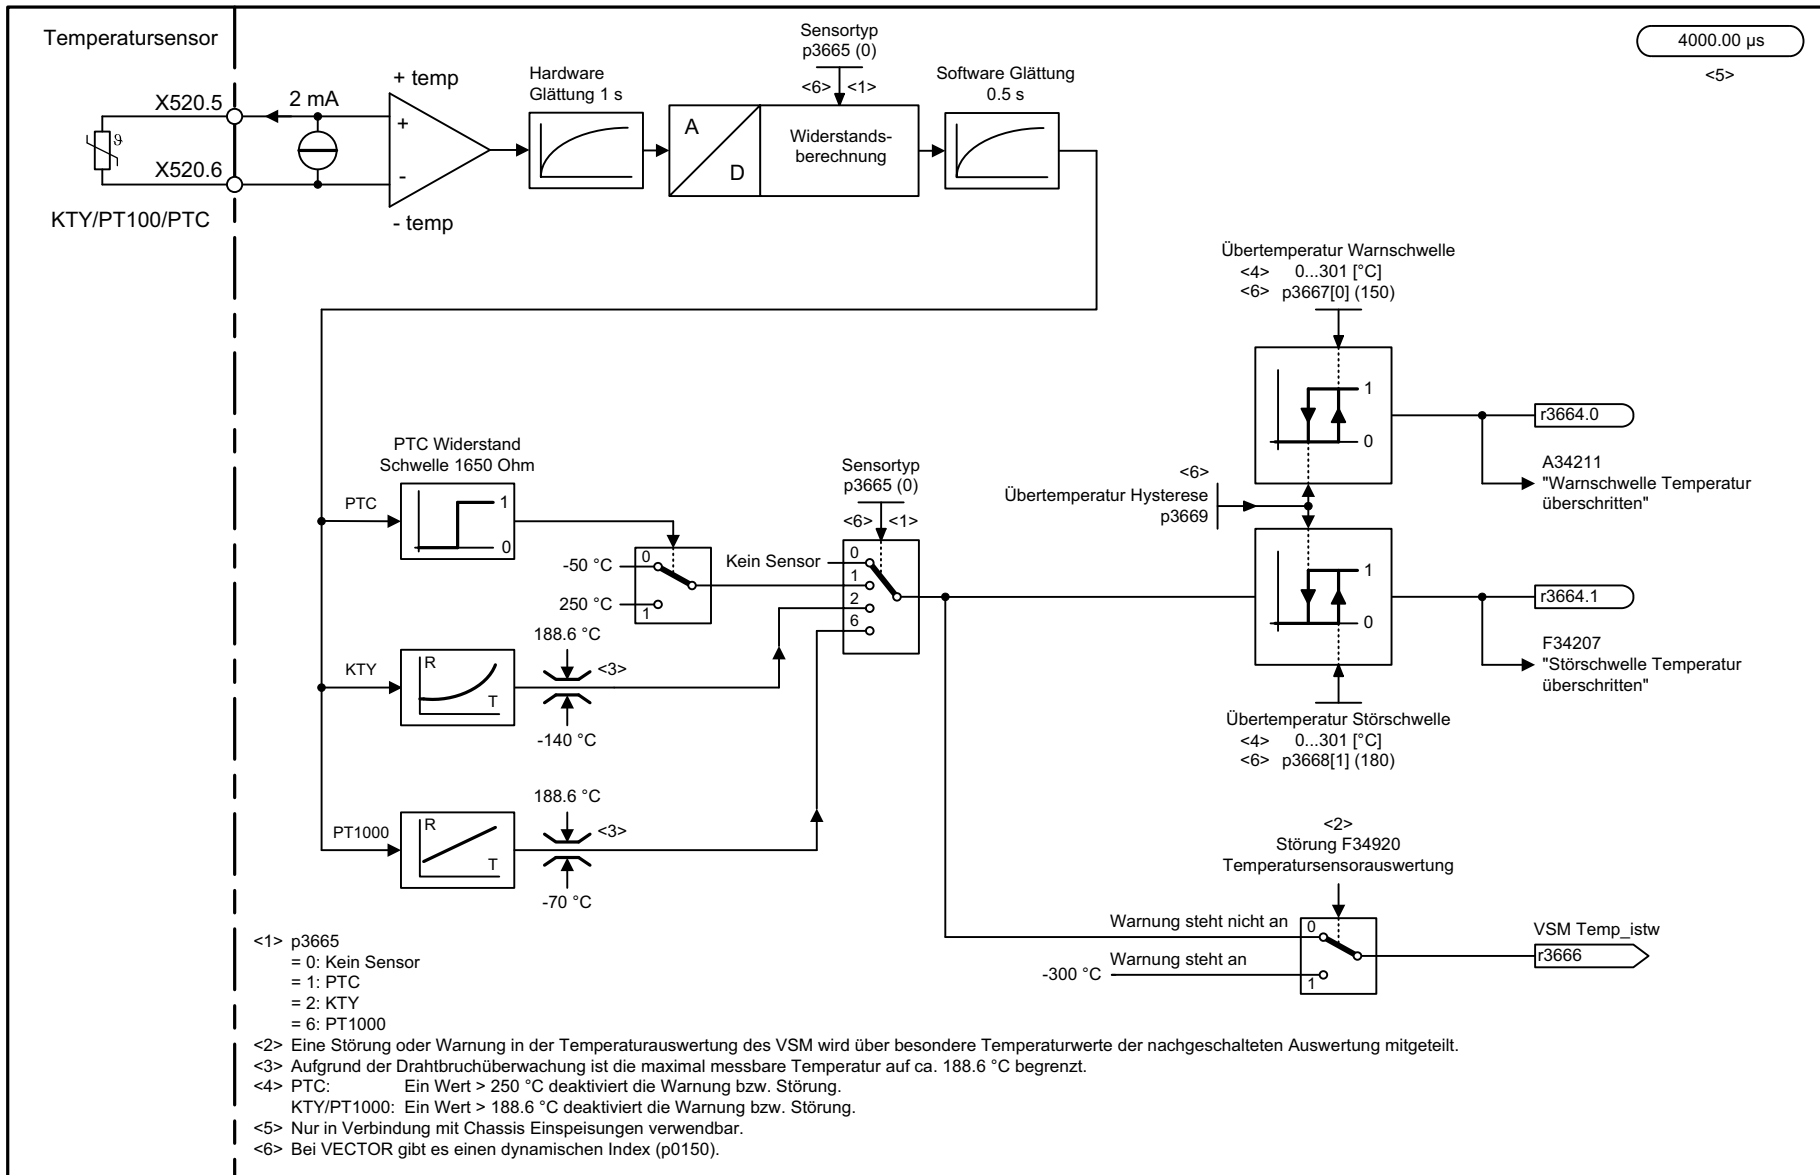 Temperatursensor
X520.5
X520.6
ϑ
KTY/PT100/PTC
2 mA
+ temp
+
-
- temp
Hardware
Glättung 1 s
Sensortyp
p3665 (0)
<6> <1>
A
D
Widerstands-
berechnung
Software Glättung
0.5 s
4000.00 µs
<5>
Übertemperatur Warnschwelle
<4> 0...301 [°C]
<6> p3667[0] (150)
1
0
r3664.0
A34211
"Warnschwelle Temperatur
überschritten"
<6>
Übertemperatur Hysterese
p3669
1
0
r3664.1
F34207
"Störschwelle Temperatur
überschritten"
Übertemperatur Störschwelle
<4> 0...301 [°C]
<6> p3668[1] (180)
PTC Widerstand
Schwelle 1650 Ohm
PTC
1
0
-50 °C
0
250 °C
1
Sensortyp
p3665 (0)
<6> <1>
Kein Sensor
0
1
2
6
KTY
R
T
188.6 °C
<3>
-140 °C
PT1000
R
T
188.6 °C
<3>
-70 °C
<2>
Störung F34920
Temperatursensorauswertung
Warnung steht nicht an
0
Warnung steht an
-300 °C
1
VSM Temp_istw
r3666
<1> p3665
= 0: Kein Sensor
= 1: PTC
= 2: KTY
= 6: PT1000
<2> Eine Störung oder Warnung in der Temperaturauswertung des VSM wird über besondere Temperaturwerte der nachgeschalteten Auswertung mitgeteilt.
<3> Aufgrund der Drahtbruchüberwachung ist die maximal messbare Temperatur auf ca. 188.6 °C begrenzt.
<4> PTC: Ein Wert > 250 °C deaktiviert die Warnung bzw. Störung.
KTY/PT1000: Ein Wert > 188.6 °C deaktiviert die Warnung bzw. Störung.
<5> Nur in Verbindung mit Chassis Einspeisungen verwendbar.
<6> Bei VECTOR gibt es einen dynamischen Index (p0150).